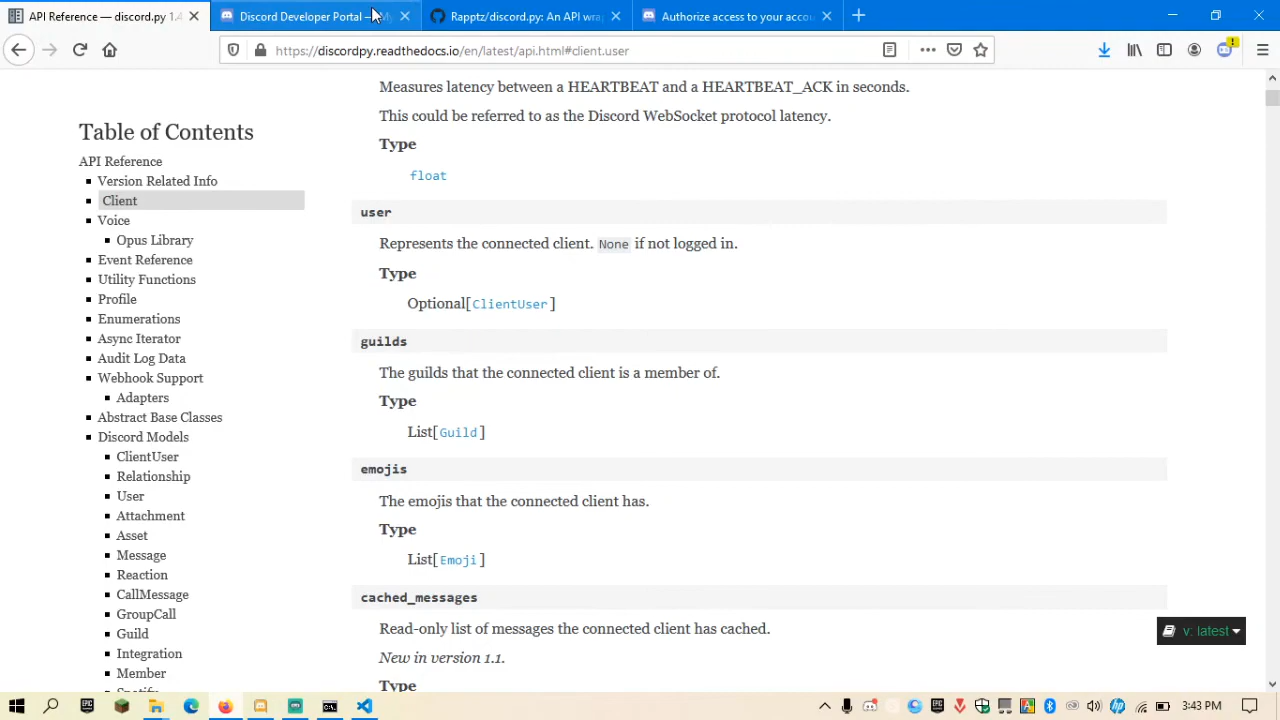 API Reference — discord.py 1.
Discord Developer Portal —
Rapptz/discord.py: An API wra
Authorize access to your accou
https://discordpy.readthedocs.io/en/latest/api.html#client.user
Table of Contents
API Reference
Version Related Info
Client
Voice
Opus Library
Event Reference
Utility Functions
Profile
Enumerations
Async Iterator
Audit Log Data
Webhook Support
Adapters
Abstract Base Classes
Discord Models
ClientUser
Relationship
User
Attachment
Asset
Message
Reaction
CallMessage
GroupCall
Guild
Integration
Member
Spotify
Measures latency between a HEARTBEAT and a HEARTBEAT_ACK in seconds.
This could be referred to as the Discord WebSocket protocol latency.
Type
float
user
Represents the connected client. None if not logged in.
Type
Optional[ClientUser]
guilds
The guilds that the connected client is a member of.
Type
List[Guild]
emojis
The emojis that the connected client has.
Type
List[Emoji]
cached_messages
Read-only list of messages the connected client has cached.
New in version 1.1.
Type
v: latest
3:43 PM